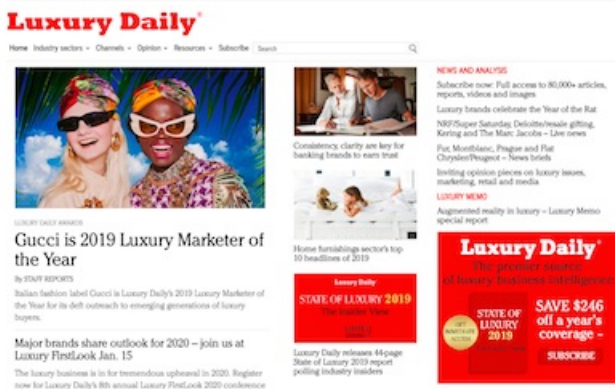 Luxury Daily®
Home Industry sectors Channels Opinion Resources Subscribe Search
LUXURY DAILY AWARDS
Gucci is 2019 Luxury Marketer of
the Year
By STAFF REPORTS
Italian fashion label Gucci is Luxury Daily's 2019 Luxury Marketer of
the Year for its deft outreach to emerging generations of luxury
buyers.
Major brands share outlook for 2020 – join us at
Luxury FirstLook Jan. 15
The luxury business is in for tremendous upheaval in 2020. Register
now for Luxury Daily's 8th annual Luxury FirstLook 2020 conference
Consistency, clarity are key for
banking brands to earn trust
Home furnishings sector's top
10 headlines of 2019
Luxury Daily
STATE OF LUXURY 2019
The Insider View
Luxury Daily releases 44-page
State of Luxury 2019 report
polling industry insiders
NEWS AND ANALYSIS
Subscribe now: Full access to 80,000+ articles,
reports, videos and images
Luxury brands celebrate the Year of the Rat
NRF/Super Saturday, Deloitte/resale gifting,
Kering and The Marc Jacobs – Live news
Fur, Montblanc, Prague and Fiat
Chrysler/Peugeot – News briefs
Inviting opinion pieces on luxury issues,
marketing, retail and media
LUXURY MEMO
Augmented reality in luxury – Luxury Memo
special report
Luxury Daily®
The premier source
of luxury business intelligence
GET
IMMEDIATE
ACCESS
STATE OF
LUXURY
2019
SAVE $246
off a year's
coverage –
SUBSCRIBE